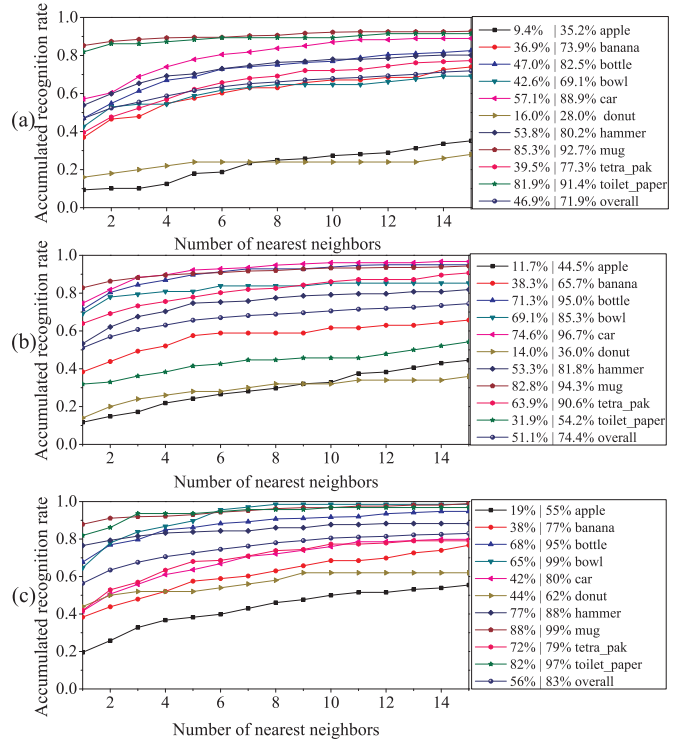 (a)
Accumulated recognition rate
1.0
0.8
0.6
0.4
0.2
0.0
2 4 6 8 10 12 14
Number of nearest neighbors
9.4% | 35.2% apple
36.9% | 73.9% banana
47.0% | 82.5% bottle
42.6% | 69.1% bowl
57.1% | 88.9% car
16.0% | 28.0% donut
53.8% | 80.2% hammer
85.3% | 92.7% mug
39.5% | 77.3% tetra_pak
81.9% | 91.4% toilet_paper
46.9% | 71.9% overall
(b)
Accumulated recognition rate
1.0
0.8
0.6
0.4
0.2
0.0
2 4 6 8 10 12 14
Number of nearest neighbors
11.7% | 44.5% apple
38.3% | 65.7% banana
71.3% | 95.0% bottle
69.1% | 85.3% bowl
74.6% | 96.7% car
14.0% | 36.0% donut
53.3% | 81.8% hammer
82.8% | 94.3% mug
63.9% | 90.6% tetra_pak
31.9% | 54.2% toilet_paper
51.1% | 74.4% overall
(c)
Accumulated recognition rate
1.0
0.8
0.6
0.4
0.2
0.0
2 4 6 8 10 12 14
Number of nearest neighbors
19% | 55% apple
38% | 77% banana
68% | 95% bottle
65% | 99% bowl
42% | 80% car
44% | 62% donut
77% | 88% hammer
88% | 99% mug
72% | 79% tetra_pak
82% | 97% toilet_paper
56% | 83% overall